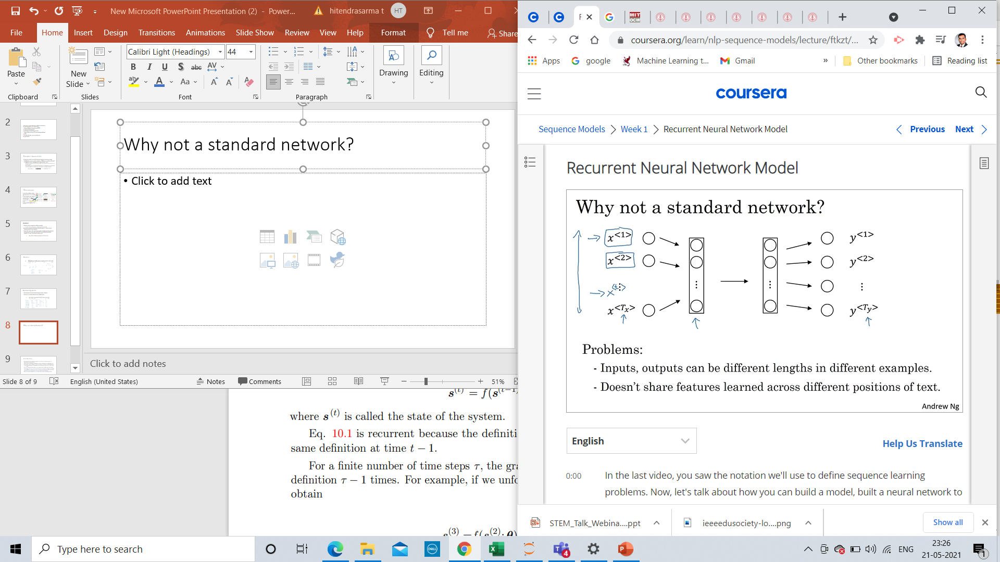 New Microsoft PowerPoint Presentation (2) - Power...
hitendrasarma t
HT
File Home Insert Design Transitions Animations Slide Show Review View Help Format Tell me Share
Calibri Light (Headings) 44
Paste
New
Slide
Drawing
Editing
B I U S abc AV
Aa A A
Clipboard Slides Font Paragraph
2
3
4
5
6
7
8
9
Why not a standard network?
• Click to add text
Click to add notes
Slide 8 of 9 English (United States) Notes Comments 51%
where s(t) is called the state of the system.
Eq. 10.1 is recurrent because the
same definition at time t − 1.
For a finite number of time steps τ, the
definition τ − 1 times. For example, if we
obtain
MIT
OCW
coursera.org/learn/nlp-sequence-models/lecture/ftkzt/...
Apps google Machine Learning t... Gmail » Other bookmarks Reading list
coursera
Sequence Models Week 1 Recurrent Neural Network Model Previous Next
Recurrent Neural Network Model
Why not a standard network?
x<1> y<1>
x<2> y<2>
x(t)
x<Tx> y<Ty>
Problems:
- Inputs, outputs can be different lengths in different examples.
- Doesn't share features learned across different positions of text.
Andrew Ng
English
Help Us Translate
0:00 In the last video, you saw the notation we'll use to define sequence learning
problems. Now, let's talk about how you can build a model, built a neural network to
STEM_Talk_Webina....ppt ieeeedusociety-lo....png Show all
Type here to search
DELL
4
ENG
23:26
21-05-2021
1